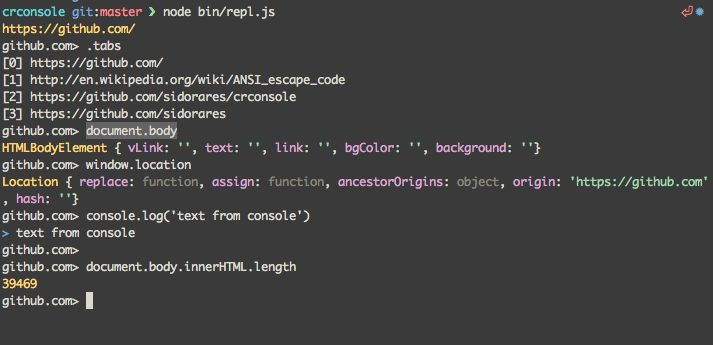 crconsole git:master ❯ node bin/repl.js
https://github.com/
github.com> .tabs
[0] https://github.com/
[1] http://en.wikipedia.org/wiki/ANSI_escape_code
[2] https://github.com/sidorares/crconsole
[3] https://github.com/sidorares
github.com> document.body
HTMLBodyElement { vLink: '', text: '', link: '', bgColor: '', background: ''}
github.com> window.location
Location { replace: function, assign: function, ancestorOrigins: object, origin: 'https://github.com'
, hash: ''}
github.com> console.log('text from console')
> text from console
github.com>
github.com> document.body.innerHTML.length
39469
github.com>